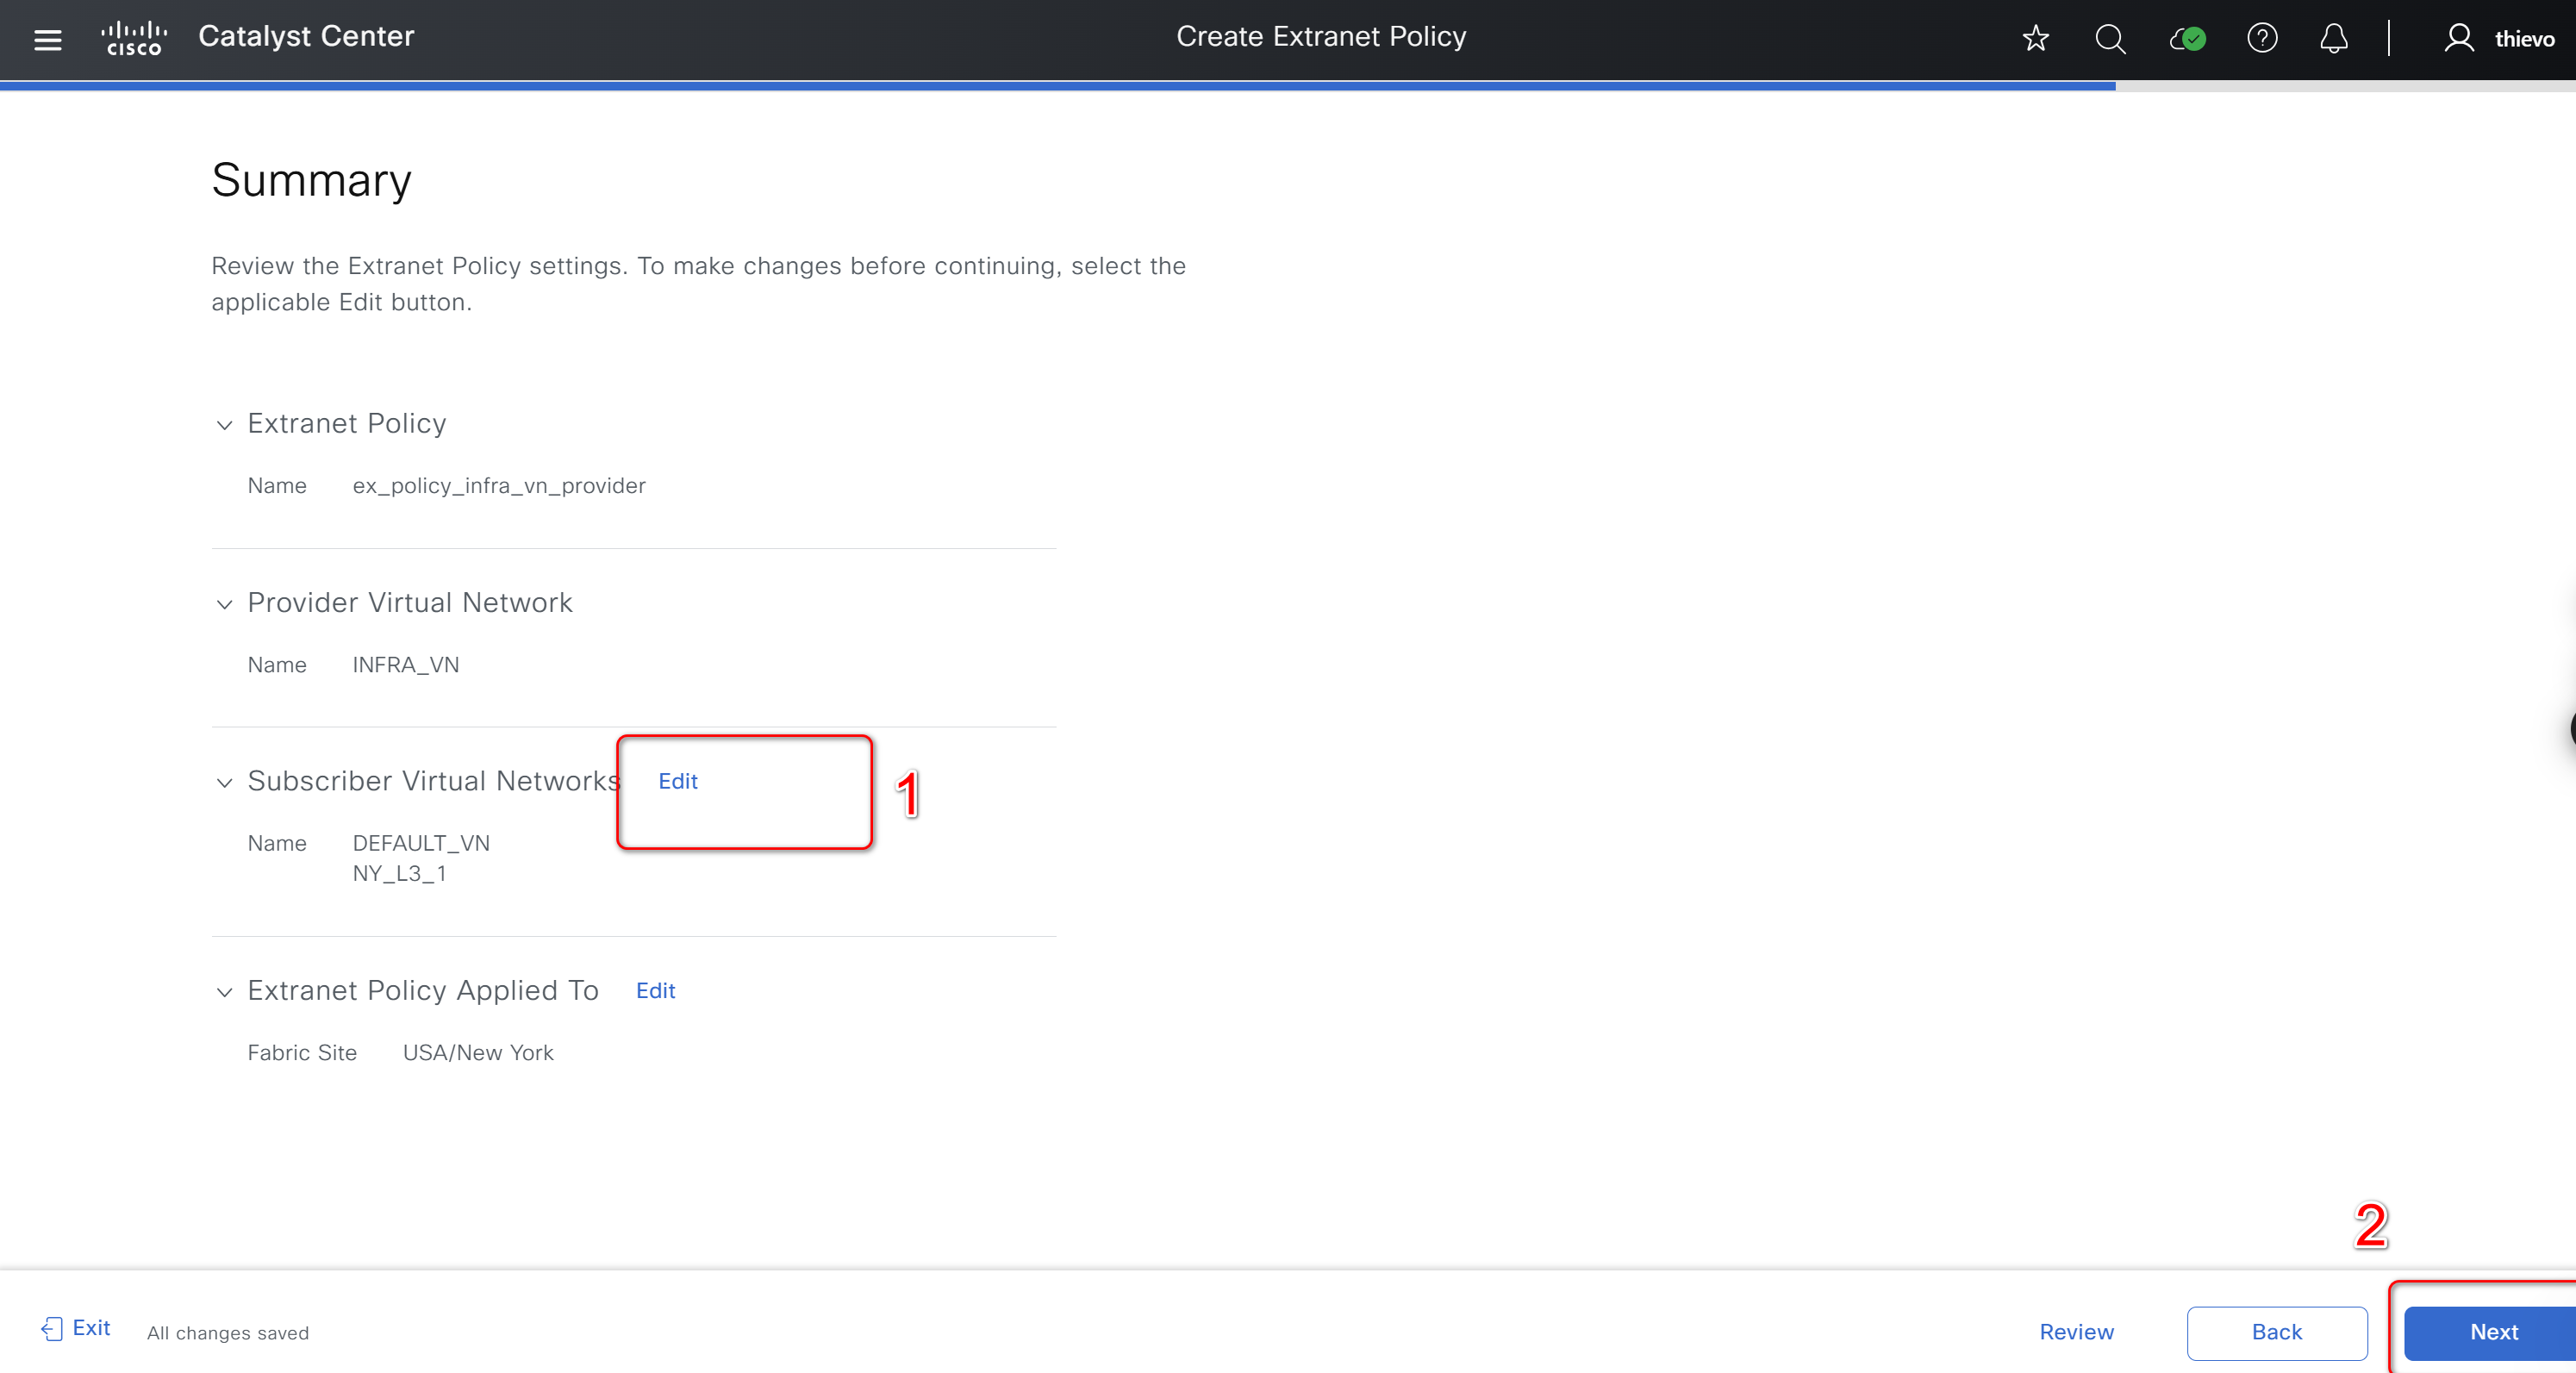 CISCO Catalyst Center Create Extranet Policy thievo
Summary
Review the Extranet Policy settings. To make changes before continuing, select the
applicable Edit button.
Extranet Policy
Name ex_policy_infra_vn_provider
Provider Virtual Network
Name INFRA_VN
Subscriber Virtual Networks Edit 1
Name DEFAULT_VN
NY_L3_1
Extranet Policy Applied To Edit
Fabric Site USA/New York
2
Exit All changes saved Review Back Next